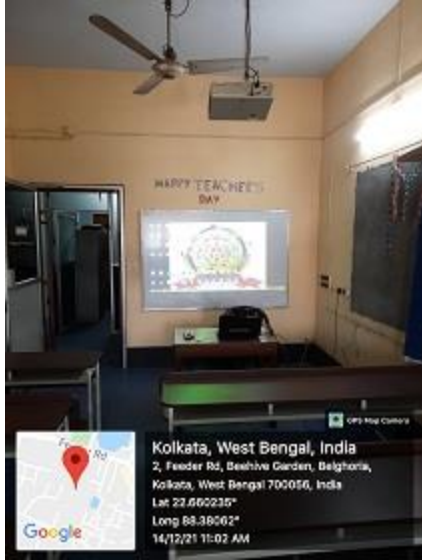 HAPPY TEACHER'S
DAY
GPS Map Camera
Kolkata, West Bengal, India
2, Feeder Rd, Beehive Garden, Belghoria,
Kolkata, West Bengal 700056, India
Lat 22.660235°
Long 88.38062°
14/12/21 11:02 AM
Google